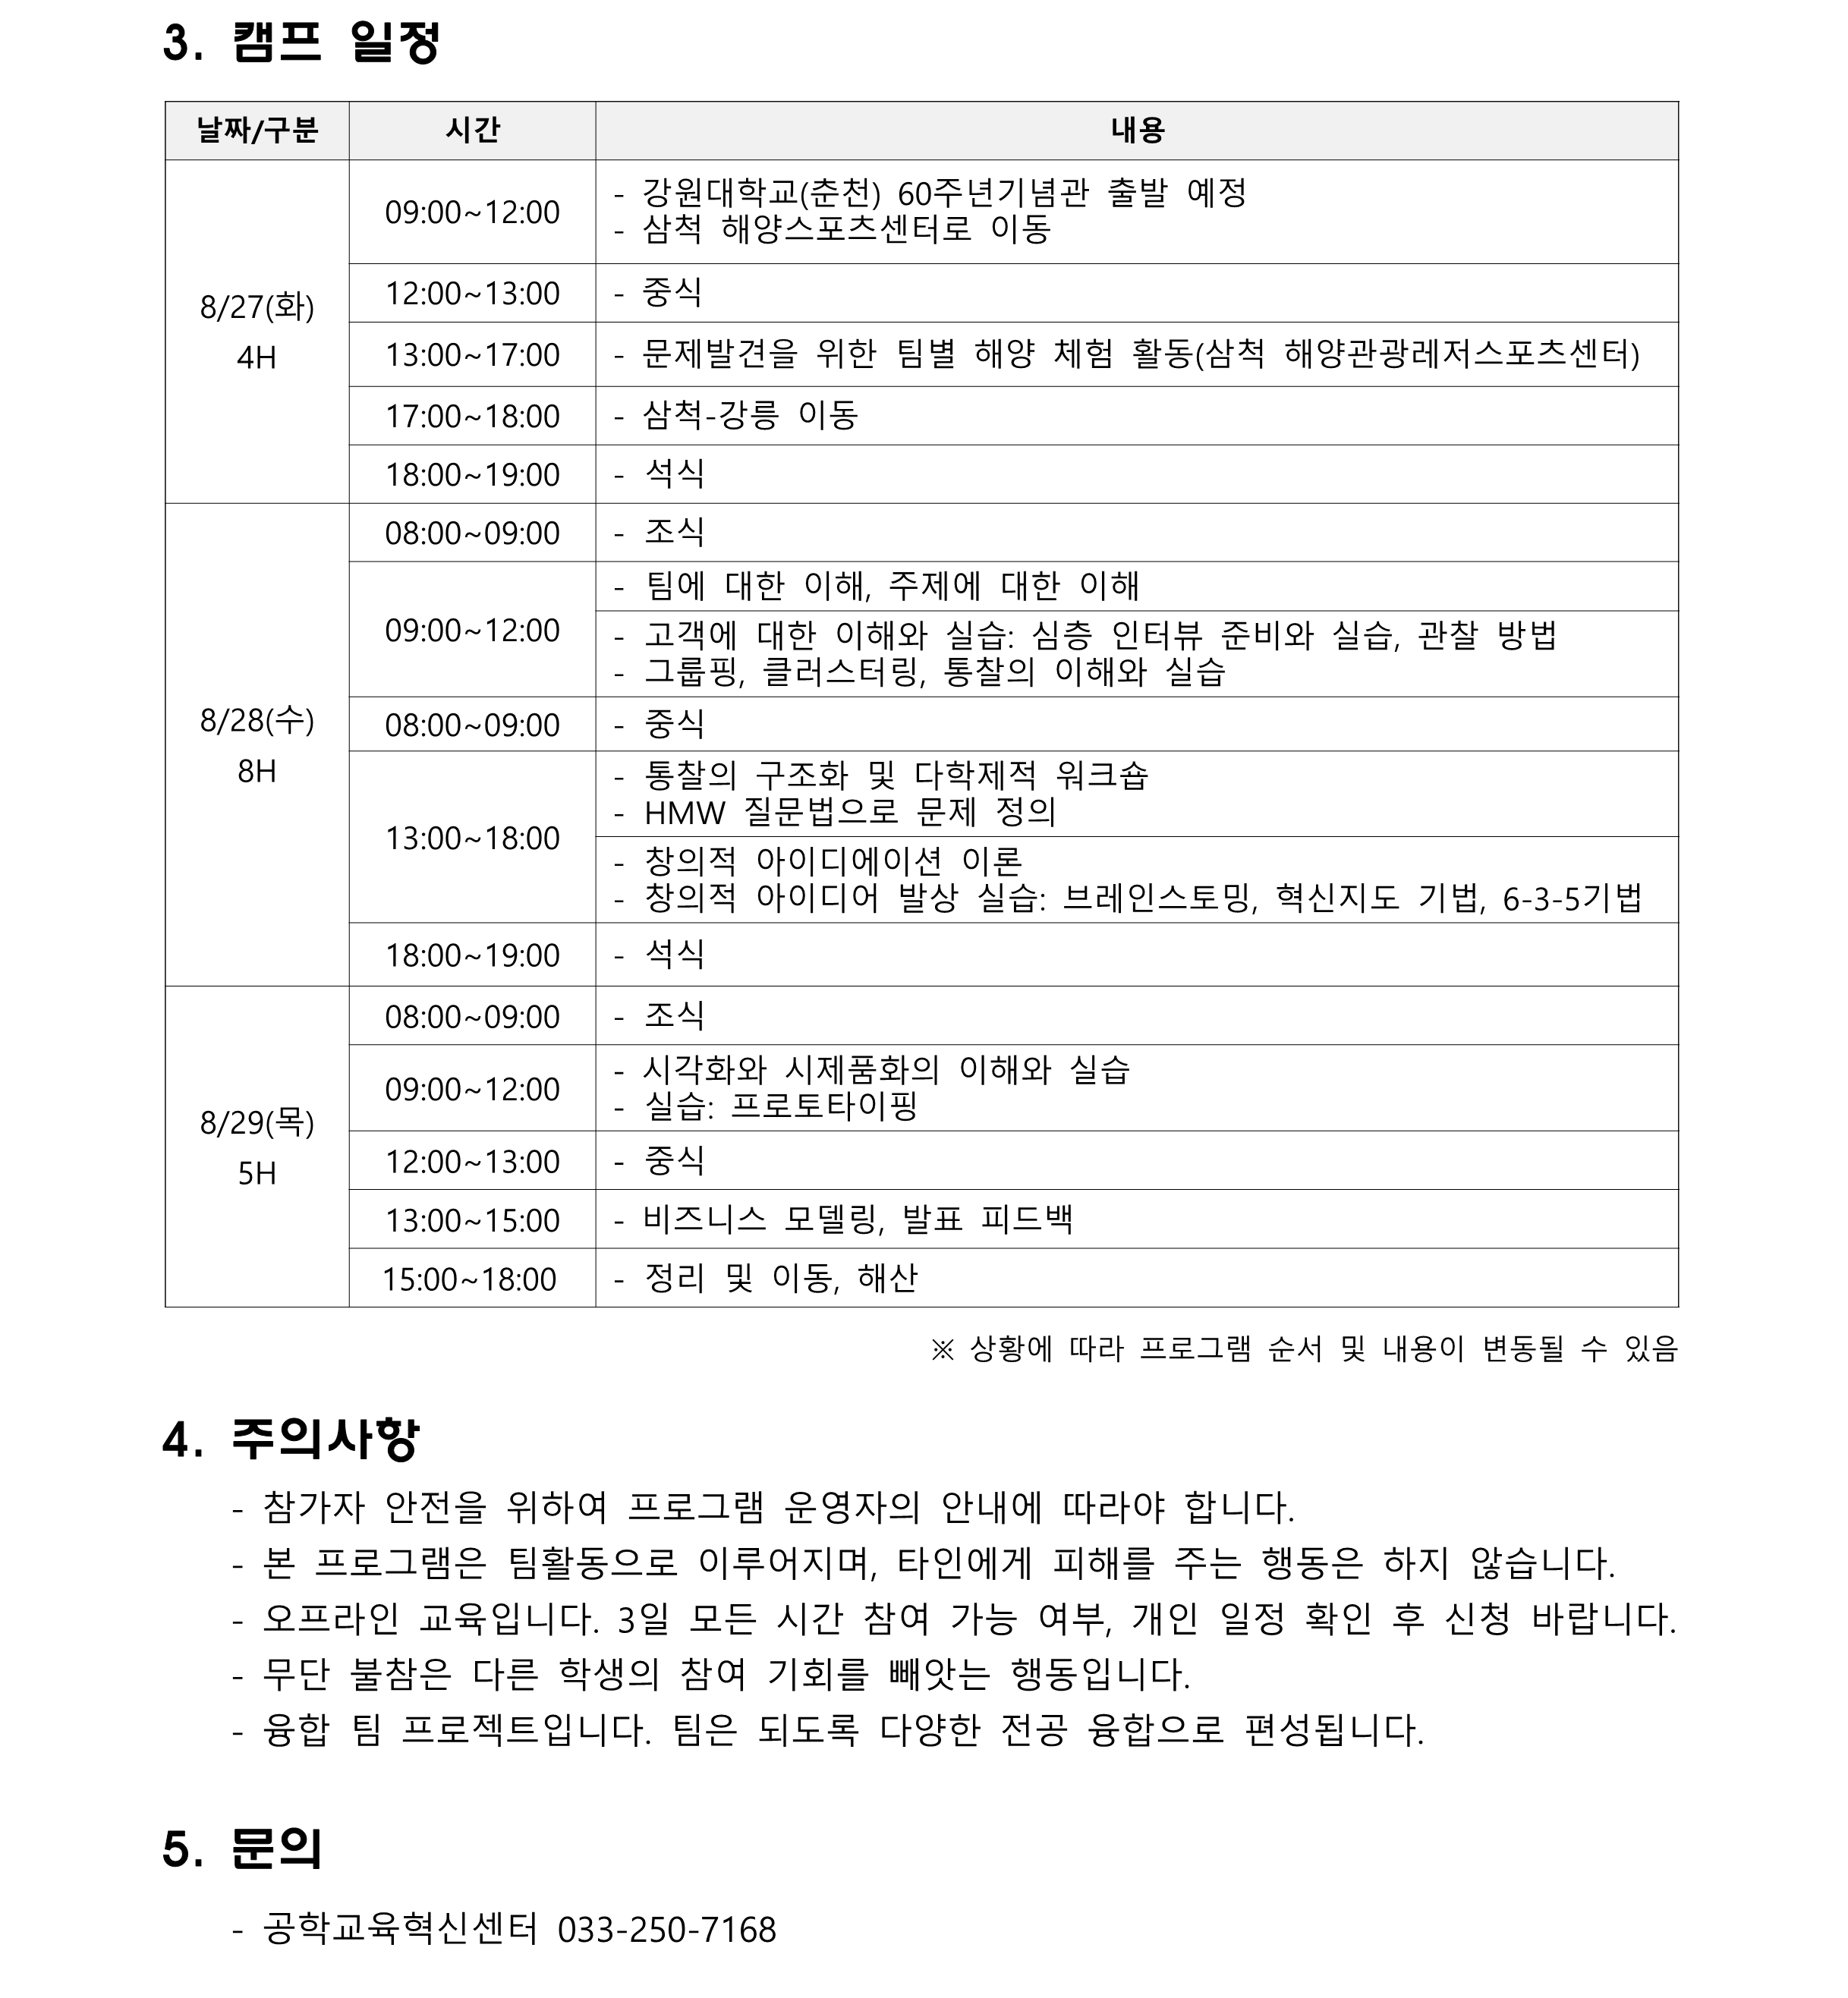 3. 캠프 일정
날짜/구분 시간 내용
8/27(화)
4H
09:00~12:00
- 강원대학교(춘천) 60주년기념관 출발 예정
- 삼척 해양스포츠센터로 이동
12:00~13:00 - 중식
13:00~17:00 - 문제발견을 위한 팀별 해양 체험 활동(삼척 해양관광레저스포츠센터)
17:00~18:00 - 삼척-강릉 이동
18:00~19:00 - 석식
8/28(수)
8H
08:00~09:00 - 조식
09:00~12:00
- 팀에 대한 이해, 주제에 대한 이해
- 고객에 대한 이해와 실습: 심층 인터뷰 준비와 실습, 관찰 방법
- 그룹핑, 클러스터링, 통찰의 이해와 실습
08:00~09:00 - 중식
13:00~18:00
- 통찰의 구조화 및 다학제적 워크숍
- HMW 질문법으로 문제 정의
- 창의적 아이디에이션 이론
- 창의적 아이디어 발상 실습: 브레인스토밍, 혁신지도 기법, 6-3-5기법
18:00~19:00 - 석식
8/29(목)
5H
08:00~09:00 - 조식
09:00~12:00
- 시각화와 시제품화의 이해와 실습
- 실습: 프로토타이핑
12:00~13:00 - 중식
13:00~15:00 - 비즈니스 모델링, 발표 피드백
15:00~18:00 - 정리 및 이동, 해산
※ 상황에 따라 프로그램 순서 및 내용이 변동될 수 있음
4. 주의사항
- 참가자 안전을 위하여 프로그램 운영자의 안내에 따라야 합니다.
- 본 프로그램은 팀활동으로 이루어지며, 타인에게 피해를 주는 행동은 하지 않습니다.
- 오프라인 교육입니다. 3일 모든 시간 참여 가능 여부, 개인 일정 확인 후 신청 바랍니다.
- 무단 불참은 다른 학생의 참여 기회를 빼앗는 행동입니다.
- 융합 팀 프로젝트입니다. 팀은 되도록 다양한 전공 융합으로 편성됩니다.
5. 문의
- 공학교육혁신센터 033-250-7168